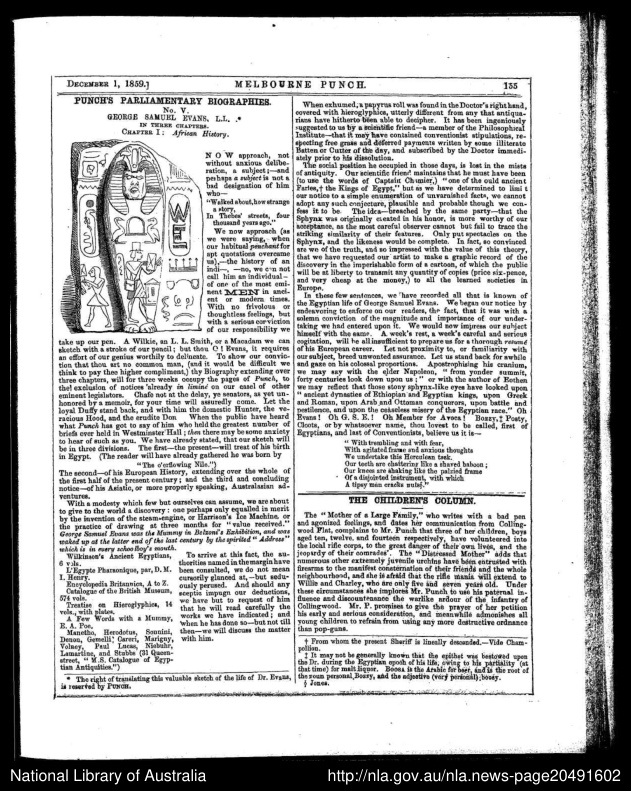 DECEMBER 1, 1859.]
MELBOURNE PUNCH.
155
PUNCH'S PARLIAMENTARY BIOGRAPHIES.
No. V.
GEORGE SAMUEL EVANS, L.L. .*
IN THREE CHAPTERS.
CHAPTER I: African History.
NOW approach, not
without anxious delibe-
ration, a subject;—and
perhaps a subject is not a
bad designation of him
who—
"Walked about, how strange
a story,
In Thebes' streets, four
thousand years ago."
We now approach (as
we were saying, when
our habitual penchant for
apt quotations overcame
us),—the history of an
indi—, —no, we c n not
call him an individual—
of one of the most emi-
nent MEN in anci-
ent or modern times.
With no frivolous or
thoughtless feelings, but
with a serious conviction
of our responsibility we
take up our pen. A Wilkie, an L. L. Smith, or a Macadam we can
sketch with a stroke of our pencil; but thou O! Evans, it requires
an effort of our genius worthily to delineate. To show our convic-
tion that thou art no common man, (and it would be difficult we
think to pay thee higher compliment,) thy Biography extending over
three chapters, will for three weeks occupy the pages of Punch, to
the exclusion of notices already in limine on our easel of other
eminent legislators. Chafe not at the delay, ye senators, as yet un-
honored by a memoir, for your time will assuredly come. Let the
loyal Duffy stand back, and with him the domestic Hunter, the ve-
racious Hood, and the erudite Don. When the public have heard
what Punch has got to say of him who held the greatest number of
briefs ever held in Westminster Hall; then there may be some anxiety
to hear of such as you. We have already stated, that our sketch will
be in three divisions. The first—the present—will treat of his birth
in Egypt. (The reader will have already gathered he was born by
"The o'erflowing Nile.")
The second—of his European History, extending over the whole of
the first half of the present century; and the third and concluding
notice—of his Asiatic, or more properly speaking, Australasian ad-
ventures.
With a modesty which few but ourselves can assume, we are about
to give to the world a discovery: one perhaps only equalled in merit
by the invention of the steam-engine, or Harrison's Ice Machine, or
the practice of drawing at three months for "value received."
George Samuel Evans was the Mummy in Belzoni's Exhibition, and was
waked up at the latter end of the last century by the spirited "Address"
which is in every schoolboy's mouth.
Wilkinson's Ancient Egyptians,
6 vols.
L'Egypte Pharaonique, par, D. M.
I. Henry.
Encyclopedia Britannica, A to Z.
Catalogue of the British Museum,
574 vols.
Treatise on Hieroglyphics, 14
vols., with plates.
A Few Words with a Mummy,
E. A. Poe.
Manetho, Herodotus, Sonnini,
Denon, Gemelli Careri, Marigny,
Volney, Paul Lucas, Niebuhr,
Lamartine, and Stubbs (31 Queen-
street, "M.S. Catalogue of Egyp-
tian Antiquities.")
To arrive at this fact, the au-
thorities named in the margin have
been consulted, we do not mean
cursorily glanced at,—but sedu-
ously perused. And should any
sceptic impugn our deductions,
we have but to request of him
that he will read carefully the
works we have indicated; and
when he has done so—but not till
then—we will discuss the matter
with him.
* The right of translating this valuable sketch of the life of Dr. Evans,
is reserved by PUNCH.
When exhumed, a papyrus roll was found in the Doctor's right hand,
covered with hieroglyphics, utterly different from any that antiqua-
rians have hitherto been able to decipher. It has been ingeniously
suggested to us by a scientific friend—a member of the Philosophical
Institute—that it may have contained conventionist stipulations, re-
specting free grass and deferred payments written by some illiterate
Batten or Cutter of the day, and subscribed by the Doctor immedi-
ately prior to his dissolution.
The social position he occupied in those days, is lost in the mists
of antiquity. Our scientific friend maintains that he must have been
(to use the words of Captain Chamier,) "one of the ould ancient
Faries,† the Kings of Egypt," but as we have determined to limit
our notice to a simple enumeration of unvarnished facts, we cannot
adopt any such conjecture, plausible and probable though we con-
fess it to be. The idea—broached by the same party—that the
Sphynx was originally created in his honor, is more worthy of our
acceptance, as the most careful observer cannot but fail to trace the
striking similarity of their features. Only put spectacles on the
Sphynx, and the likeness would be complete. In fact, so convinced
are we of the truth, and so impressed with the value of this theory,
that we have requested our artist to make a graphic record of the
discovery in the imperishable form of a cartoon, of which the public
will be at liberty to transmit any quantity of copies (price six-pence,
and very cheap at the money,) to all the learned societies in
Europe.
In these few sentences, we have recorded all that is known of
the Egyptian life of George Samuel Evans. We began our notice by
endeavoring to enforce on our readers, the fact, that it was with a
solemn conviction of the magnitude and importance of our under-
taking we had entered upon it. We would now impress our subject
himself with the same. A week's rest, a week's careful and serious
cogitation, will be all insufficient to prepare us for a thorough resumé
of his European career. Let not proximity to, or familiarity with
our subject, breed unwonted assurance. Let us stand back for awhile
and gaze on his colossal proportions. Apostrophising his cranium,
we may say with the elder Napoleon, "from yonder summit,
forty centuries look down upon us;" or with the author of Eothen
we may reflect that those stony sphynx-like eyes have looked upon
"ancient dynasties of Ethiopian and Egyptian kings, upon Greek
and Roman, upon Arab and Ottoman conquerors, upon battle and
pestilence, and upon the ceaseless misery of the Egyptian race." Oh
Evans! Oh G. S. E.! Oh Member for Avoca! Boozy,‡ Poety,
Cloots, or by whatsoever name, thou lovest to be called, first of
Egyptians, and last of Conventionists, believe us it is—
"With trembling and with fear,
With agitated frame and anxious thoughts
We undertake this Herculean task.
Our teeth are chattering like a shaved baboon;
Our knees are shaking like the palsied frame
Of a disjointed instrument, with which
A tipsy man cracks nuts§."
THE CHILDREN'S COLUMN.
The "Mother of a Large Family," who writes with a bad pen
and agonized feelings, and dates her communication from Colling-
wood Flat, complains to Mr. Punch that three of her children, boys
aged ten, twelve, and fourteen respectively, have volunteered into
the local rifle corps, to the great danger of their own lives, and the
jeopardy of their comrades'. The "Distressed Mother" adds that
numerous other extremely juvenile urchins have been entrusted with
firearms to the manifest consternation of their friends and the whole
neighbourhood, and she is afraid that the rifle mania will extend to
Willie and Charley, who are only five and seven years old. Under
these circumstances she implores Mr. Punch to use his paternal in-
fluence and discountenance the warlike ardour of the infantry of
Collingwood. Mr. P. promises to give the prayer of her petition
his early and serious consideration, and meanwhile admonishes all
young children to refrain from using any more destructive ordnance
than pop-guns.
† From whom the present Sheriff is lineally descended.—Vide Cham-
pollion.
‡ It may not be generally known that the epithet was bestowed upon
the Dr. during the Egyptian epoch of his life, owing to his partiality (at
that time) for malt liquor. Boosa is the Arabic for beer, and is the root of
the noun personal, Bozzy, and the adjective (very personal); boosy.
§ Jones.
National Library of Australia
http://nla.gov.au/nla.news-page20491602